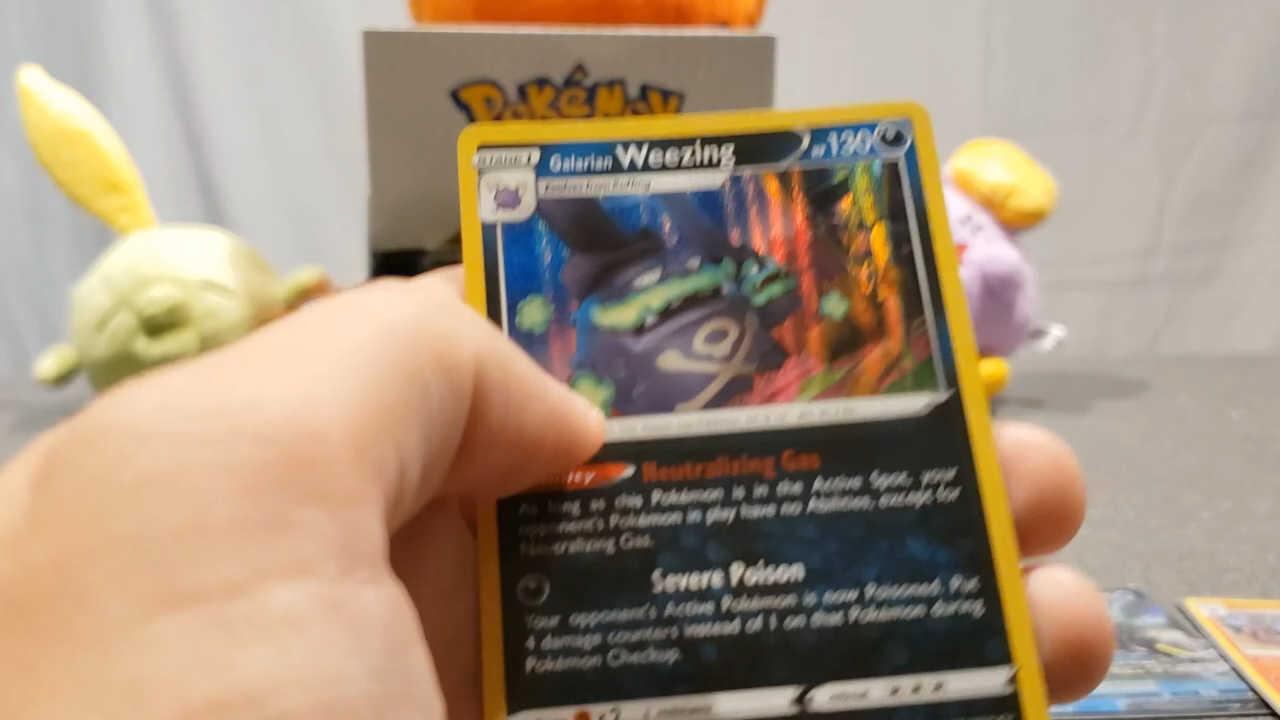 POKéMON
STAGE 1
Galarian Weezing
HP 130
Evolves from Koffing
Neutralizing Gas
As long as this Pokémon is in the Active Spot, your
opponent's Pokémon in play have no Abilities, except for
Neutralizing Gas.
Severe Poison
Your opponent's Active Pokémon is now Poisoned. Put
4 damage counters instead of 1 on that Pokémon during
Pokémon Checkup.
×2